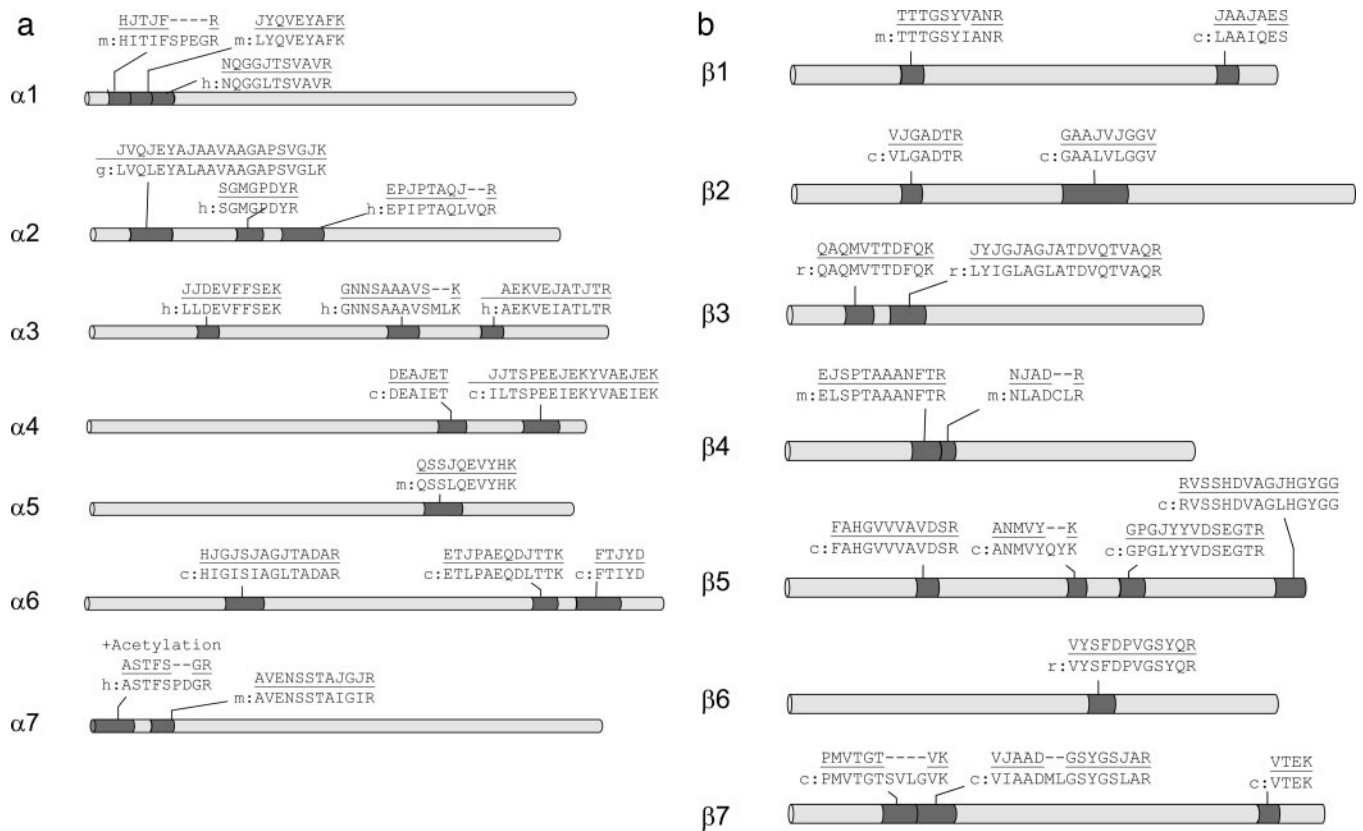 a
HJTJF----R
m:HITIFSPEGR
JYQVEYAFK
m:LYQVEYAFK
NQGGJTSVAVR
h:NQGGLTSVAVR
α1
JVQJEYAJAAVAAGAPSVGJK
g:LVQLEYALAAVAAGAPSVGLK
SGMGPDYR
h:SGMGPDYR
EPJPTAQJ--R
h:EPIPTAQLVQR
α2
JJDEVFFSEK
h:LLDEVFFSEK
GNNSAAAVS--K
h:GNNSAAAVSMLK
AEKVEJATJTR
h:AEKVEIATLTR
α3
DEAJET
c:DEAIET
JJTSPEEJEKYVAEJEK
c:ILTSPEEIEKYVAEIEK
α4
QSSJQEVYHK
m:QSSLQEVYHK
α5
HJGJSJAGJTADAR
c:HIGISIAGLTADAR
ETJPAEQDJTTK
c:ETLPAEQDLTTK
FTJYD
c:FTIYD
α6
+Acetylation
ASTFS--GR
h:ASTFSPDGR
AVENSSTAJGJR
m:AVENSSTAIGIR
α7
b
TTTGSYVANR
m:TTTGSYIANR
JAAJAES
c:LAAIQES
β1
VJGADTR
c:VLGADTR
GAAJVJGGV
c:GAALVLGGV
β2
QAQMVTTDFQK
r:QAQMVTTDFQK
JYJGJAGJATDVQTVAQR
r:LYIGLAGLATDVQTVAQR
β3
EJSPTAAANFTR
m:ELSPTAAANFTR
NJAD--R
m:NLADCLR
β4
RVSSHDVAGJHGYGG
c:RVSSHDVAGLHGYGG
FAHGVVVAVDSR
c:FAHGVVVAVDSR
ANMVY--K
c:ANMVYQYK
GPGJYYVDSEGTR
c:GPGLYYVDSEGTR
β5
VYSFDPVGSYQR
r:VYSFDPVGSYQR
β6
PMVTGT----VK
c:PMVTGTSVLGVK
VJAAD--GSYGSJAR
c:VIAADMLGSYGSLAR
VTEK
c:VTEK
β7